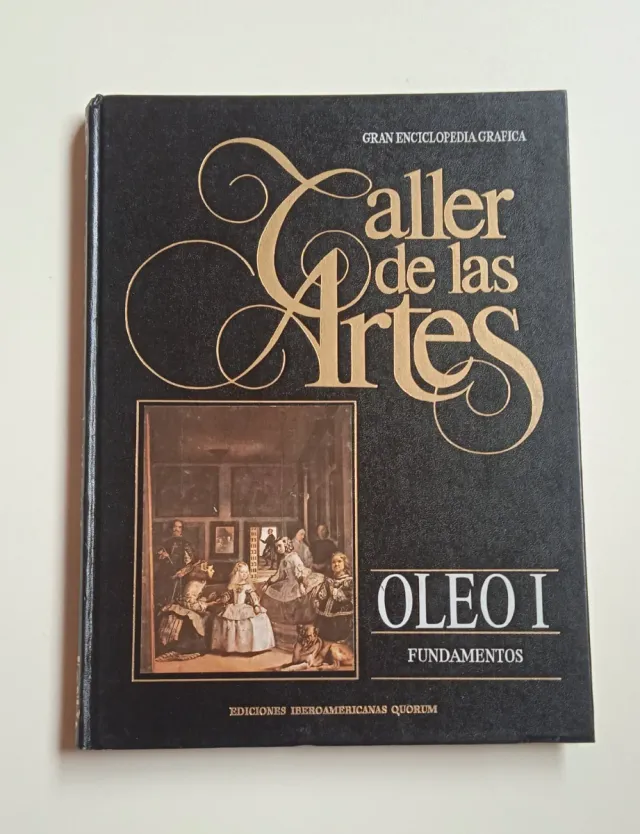 GRAN ENCICLOPEDIA GRAFICA
Taller
de las
Artes
OLEO I
FUNDAMENTOS
EDICIONES IBEROAMERICANAS QUORUM